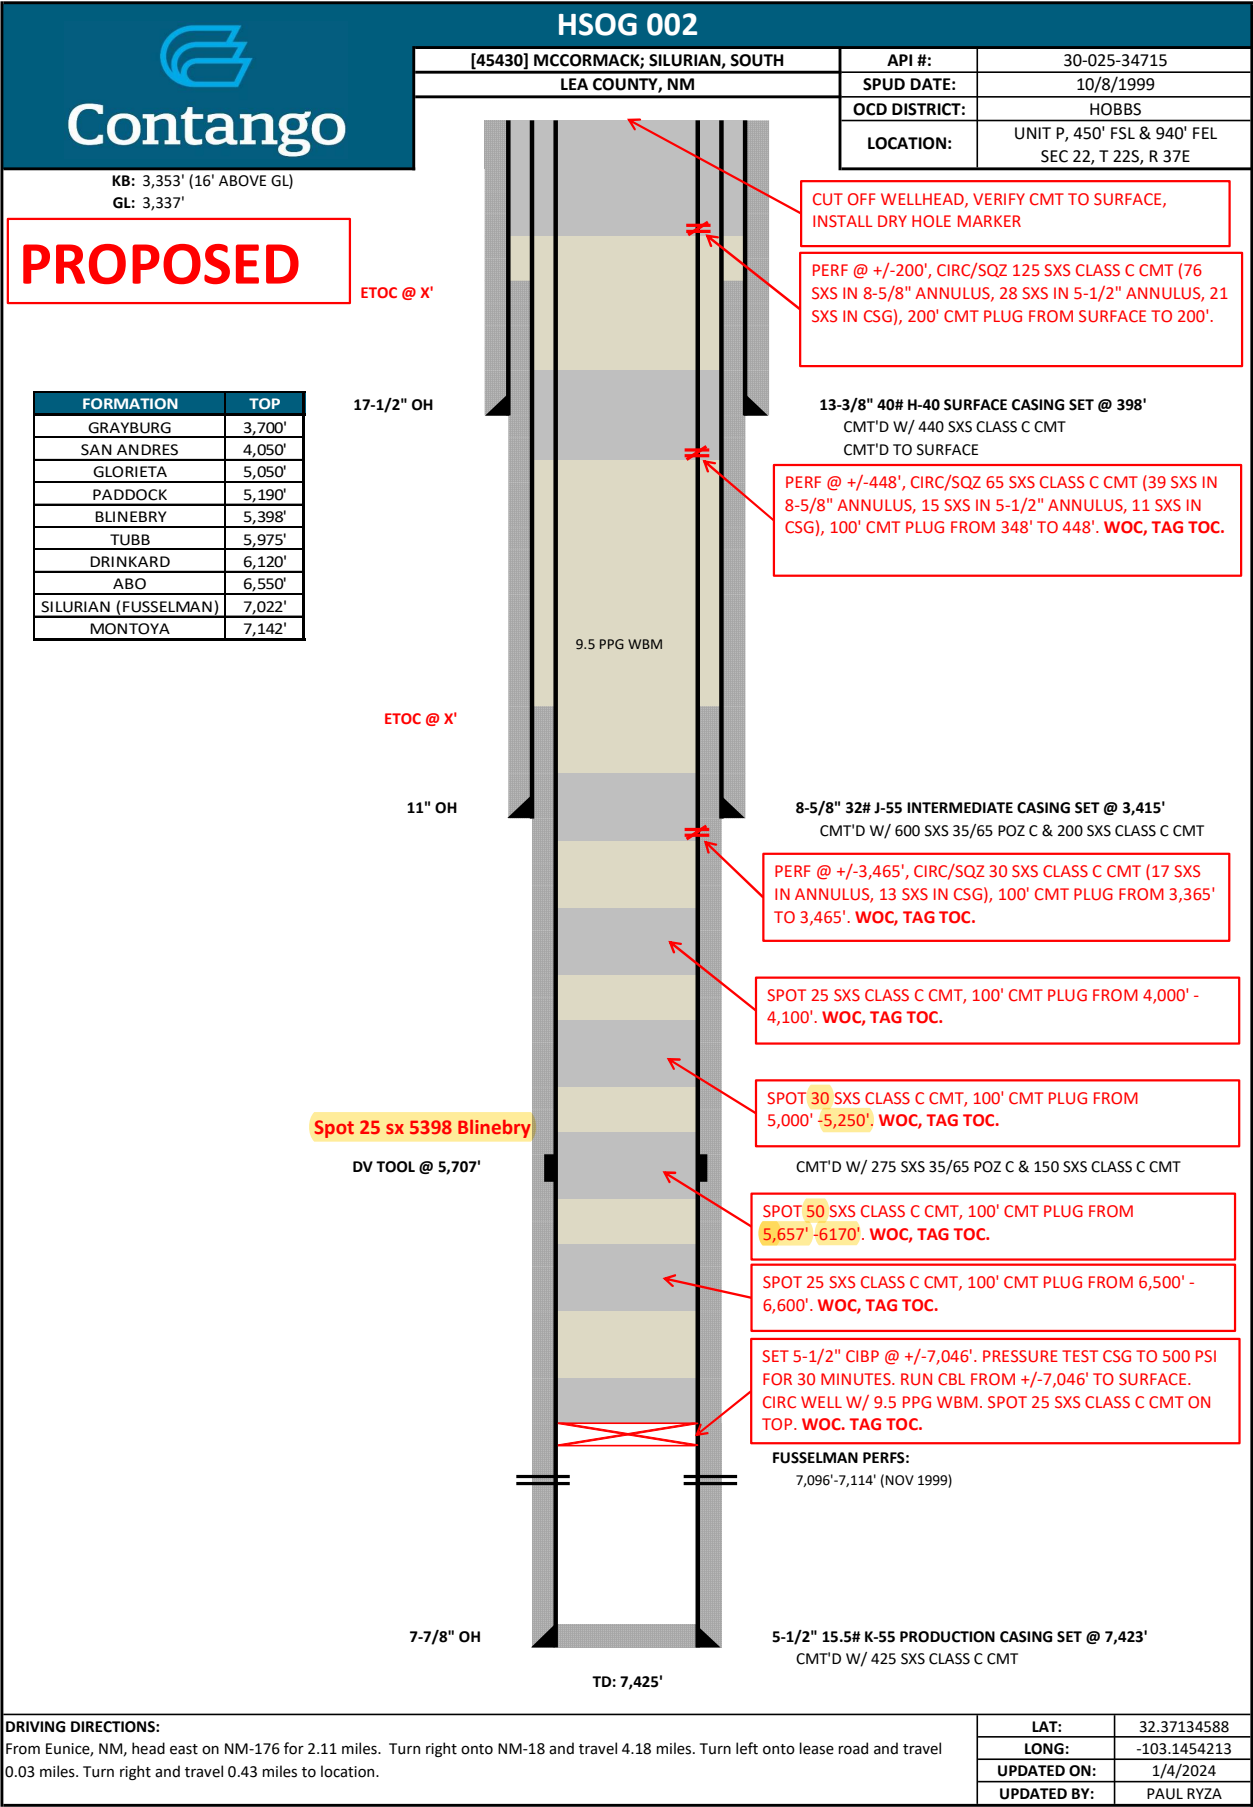 HSOG 002
Contango
[45430] MCCORMACK; SILURIAN, SOUTH
LEA COUNTY, NM
API #: 30-025-34715
SPUD DATE: 10/8/1999
OCD DISTRICT: HOBBS
LOCATION: UNIT P, 450' FSL & 940' FEL
SEC 22, T 22S, R 37E
KB: 3,353' (16' ABOVE GL)
GL: 3,337'
PROPOSED
CUT OFF WELLHEAD, VERIFY CMT TO SURFACE,
INSTALL DRY HOLE MARKER
PERF @ +/-200', CIRC/SQZ 125 SXS CLASS C CMT (76
SXS IN 8-5/8" ANNULUS, 28 SXS IN 5-1/2" ANNULUS, 21
SXS IN CSG), 200' CMT PLUG FROM SURFACE TO 200'.
ETOC @ X'
FORMATION TOP
GRAYBURG 3,700'
SAN ANDRES 4,050'
GLORIETA 5,050'
PADDOCK 5,190'
BLINEBRY 5,398'
TUBB 5,975'
DRINKARD 6,120'
ABO 6,550'
SILURIAN (FUSSELMAN) 7,022'
MONTOYA 7,142'
17-1/2" OH
13-3/8" 40# H-40 SURFACE CASING SET @ 398'
CMT'D W/ 440 SXS CLASS C CMT
CMT'D TO SURFACE
PERF @ +/-448', CIRC/SQZ 65 SXS CLASS C CMT (39 SXS IN
8-5/8" ANNULUS, 15 SXS IN 5-1/2" ANNULUS, 11 SXS IN
CSG), 100' CMT PLUG FROM 348' TO 448'. WOC, TAG TOC.
9.5 PPG WBM
ETOC @ X'
11" OH
8-5/8" 32# J-55 INTERMEDIATE CASING SET @ 3,415'
CMT'D W/ 600 SXS 35/65 POZ C & 200 SXS CLASS C CMT
PERF @ +/-3,465', CIRC/SQZ 30 SXS CLASS C CMT (17 SXS
IN ANNULUS, 13 SXS IN CSG), 100' CMT PLUG FROM 3,365'
TO 3,465'. WOC, TAG TOC.
SPOT 25 SXS CLASS C CMT, 100' CMT PLUG FROM 4,000' -
4,100'. WOC, TAG TOC.
SPOT 30 SXS CLASS C CMT, 100' CMT PLUG FROM
5,000' -5,250'. WOC, TAG TOC.
Spot 25 sx 5398 Blinebry
DV TOOL @ 5,707'
CMT'D W/ 275 SXS 35/65 POZ C & 150 SXS CLASS C CMT
SPOT 50 SXS CLASS C CMT, 100' CMT PLUG FROM
5,657' -6170'. WOC, TAG TOC.
SPOT 25 SXS CLASS C CMT, 100' CMT PLUG FROM 6,500' -
6,600'. WOC, TAG TOC.
SET 5-1/2" CIBP @ +/-7,046'. PRESSURE TEST CSG TO 500 PSI
FOR 30 MINUTES. RUN CBL FROM +/-7,046' TO SURFACE.
CIRC WELL W/ 9.5 PPG WBM. SPOT 25 SXS CLASS C CMT ON
TOP. WOC. TAG TOC.
FUSSELMAN PERFS:
7,096'-7,114' (NOV 1999)
7-7/8" OH
5-1/2" 15.5# K-55 PRODUCTION CASING SET @ 7,423'
CMT'D W/ 425 SXS CLASS C CMT
TD: 7,425'
DRIVING DIRECTIONS:
From Eunice, NM, head east on NM-176 for 2.11 miles. Turn right onto NM-18 and travel 4.18 miles. Turn left onto lease road and travel
0.03 miles. Turn right and travel 0.43 miles to location.
LAT: 32.37134588
LONG: -103.1454213
UPDATED ON: 1/4/2024
UPDATED BY: PAUL RYZA